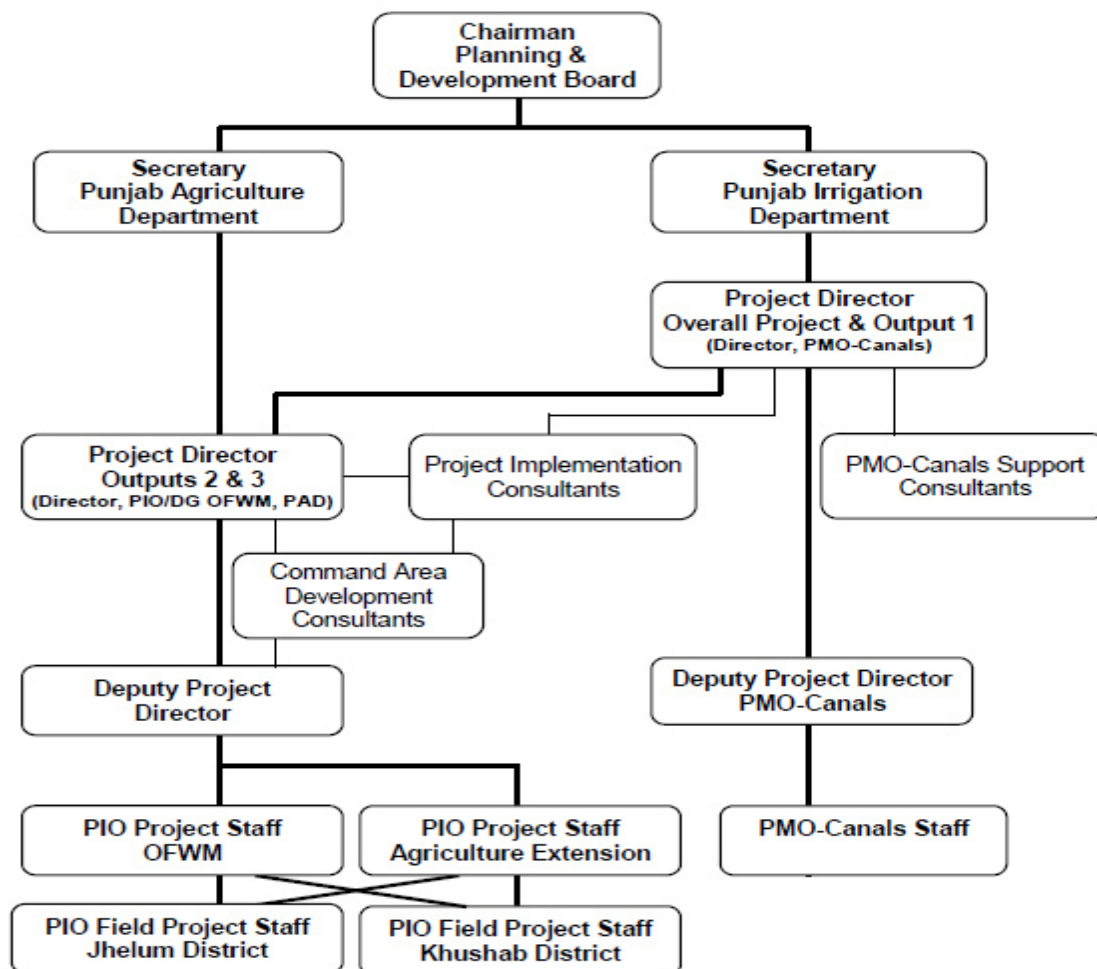 Chairman
Planning &
Development Board
Secretary
Punjab Agriculture
Department
Secretary
Punjab Irrigation
Department
Project Director
Overall Project & Output 1
(Director, PMO-Canals)
Project Director
Outputs 2 & 3
(Director, PIO/DG OFWM, PAD)
Project Implementation
Consultants
PMO-Canals Support
Consultants
Command Area
Development
Consultants
Deputy Project
Director
Deputy Project Director
PMO-Canals
PIO Project Staff
OFWM
PIO Project Staff
Agriculture Extension
PMO-Canals Staff
PIO Field Project Staff
Jhelum District
PIO Field Project Staff
Khushab District